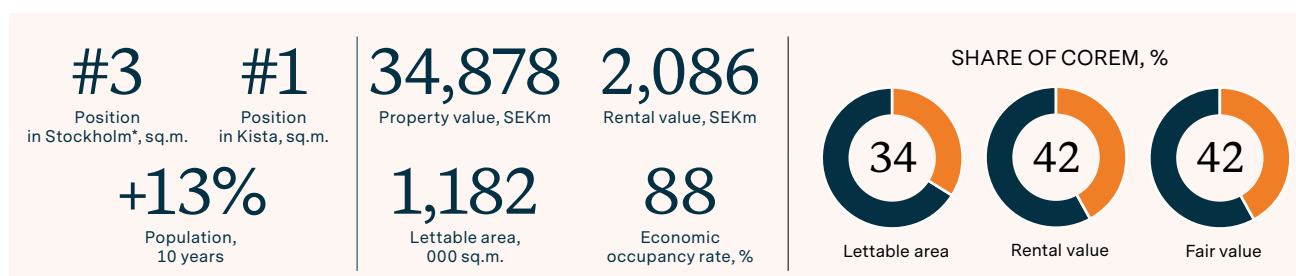 #3
Position
in Stockholm*, sq.m.
#1
Position
in Kista, sq.m.
+13%
Population,
10 years
34,878
Property value, SEKm
2,086
Rental value, SEKm
1,182
Lettable area,
000 sq.m.
88
Economic
occupancy rate, %
SHARE OF COREM, %
34
Lettable area
42
Rental value
42
Fair value